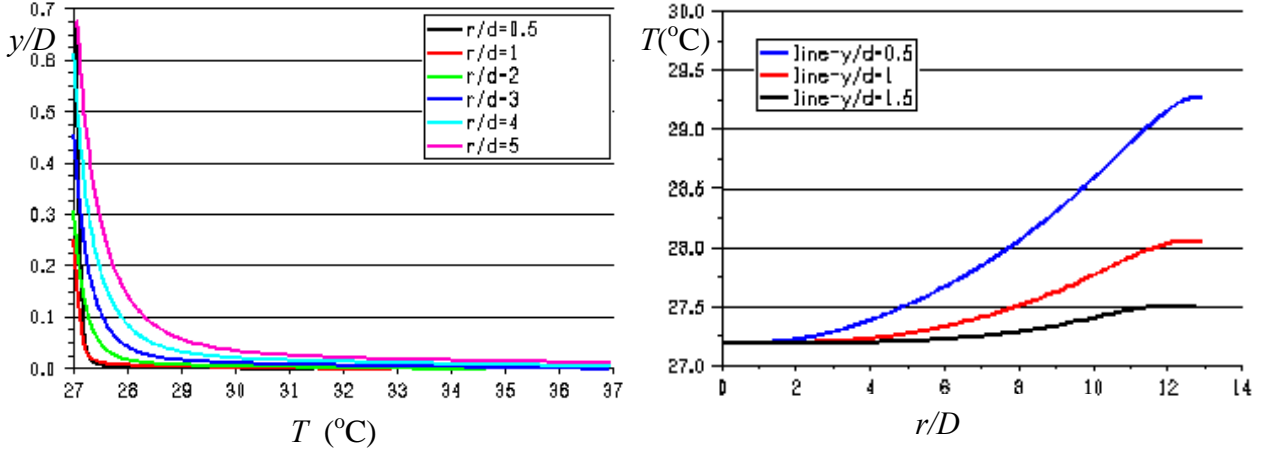 0.7
y/D
0.8
0.5
0.4
0.3
0.2
0.1
0.0
27 28 29 30 31 32 33 34 35 36 37
T (°C)
r/d=0.5
r/d=1
r/d=2
r/d=3
r/d=4
r/d=5
30.0
T(°C)
29.5
29.0
28.5
28.0
27.5
27.0
0 2 4 6 8 10 12 14
r/D
line-y/d=0.5
line-y/d=1
line-y/d=1.5